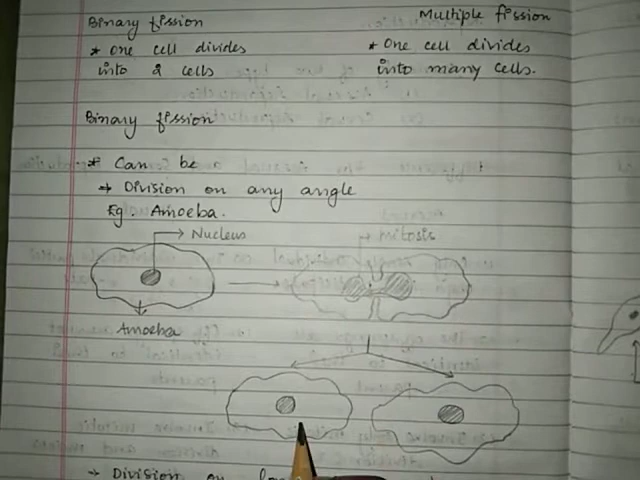 Binary fission
Multiple fission
* One cell divides
into 2 cells
* One cell divides
into many cells.
Binary fission
* Can be
→ Division on any angle
Eg. Amoeba.
Nucleus
Mitosis
Amoeba
→ Division on